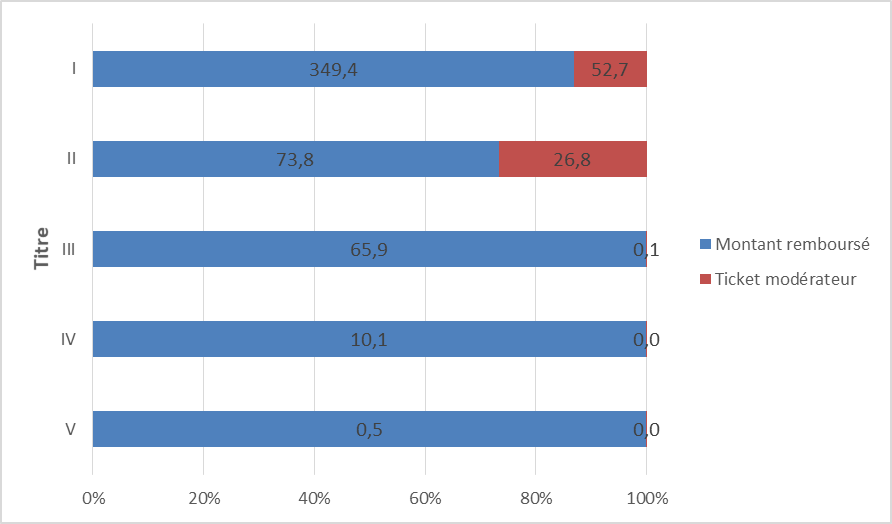 Titre
I
349,4 52,7
II
73,8 26,8
III
65,9 0,1
IV
10,1 0,0
V
0,5 0,0
0% 20% 40% 60% 80% 100%
Montant remboursé
Ticket modérateur